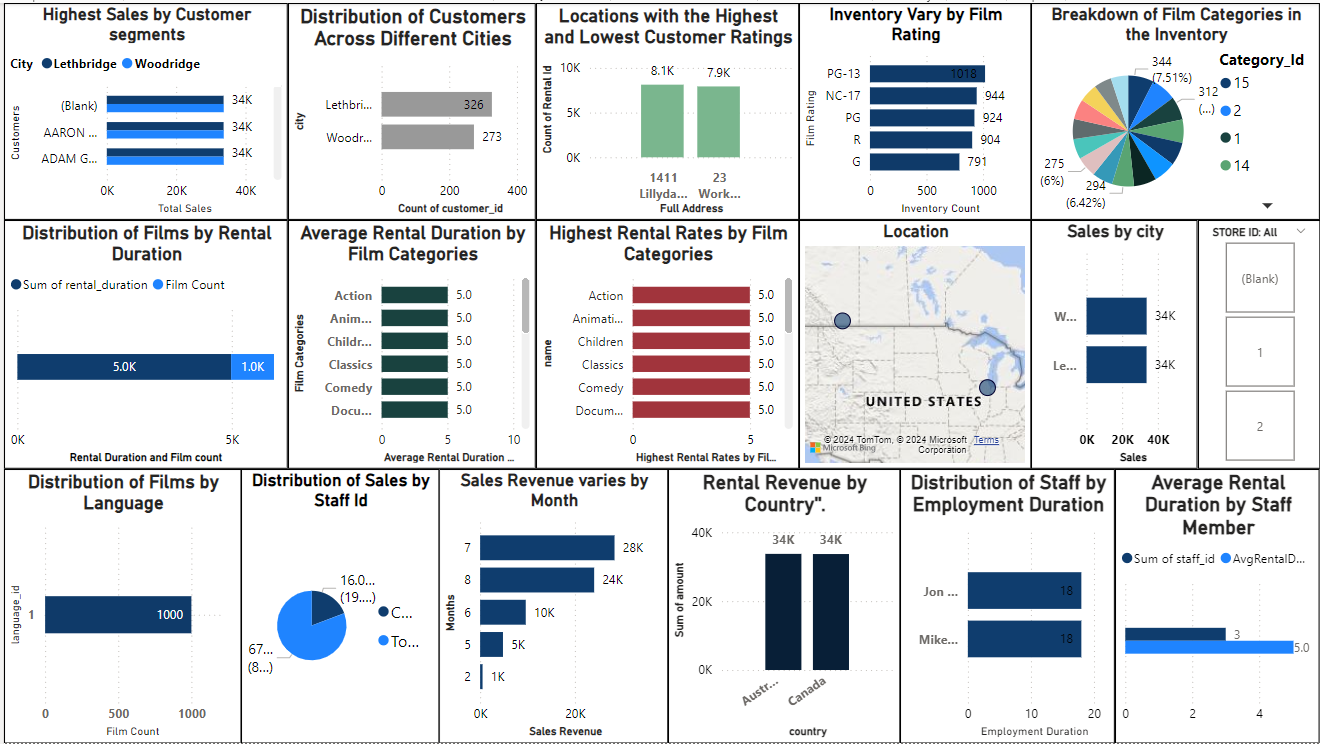 Highest Sales by Customer
segments
City Lethbridge Woodridge
Customers
(Blank) 34K
AARON ... 34K
ADAM G... 34K
0K 20K 40K
Total Sales
Distribution of Customers
Across Different Cities
city
Lethbri... 326
Woodr... 273
0 200 400
Count of customer_id
Locations with the Highest
and Lowest Customer Ratings
Count of Rental Id
10K
5K
0K
8.1K 7.9K
1411 23
Lillyda... Work...
Full Address
Inventory Vary by Film
Rating
Film Rating
PG-13 1018
NC-17 944
PG 924
R 904
G 791
0 500 1000
Inventory Count
Breakdown of Film Categories in
the Inventory
344
(7.51%)
312
(...)
275
(6%)
294
(6.42%)
Category_Id
15
2
1
14
Distribution of Films by Rental
Duration
Sum of rental_duration Film Count
5.0K 1.0K
0K 5K
Rental Duration and Film count
Average Rental Duration by
Film Categories
Film Categories
Action 5.0
Anim... 5.0
Childr... 5.0
Classics 5.0
Comedy 5.0
Docu... 5.0
0 5 10
Average Rental Duration ...
Highest Rental Rates by Film
Categories
name
Action 5.0
Animati... 5.0
Children 5.0
Classics 5.0
Comedy 5.0
Docum... 5.0
0 5
Highest Rental Rates by Fil...
Location
UNITED STATES
© 2024 TomTom, © 2024 Microsoft Corporation Terms
Microsoft Bing
Sales by city
W... 34K
Le... 34K
0K 20K 40K
Sales
STORE ID: All
(Blank)
1
2
Distribution of Films by
Language
language_id
1 1000
0 500 1000
Film Count
Distribution of Sales by
Staff Id
16.0...
(19....)
67...
(8...)
C...
To...
Sales Revenue varies by
Month
Months
7 28K
8 24K
6 10K
5 5K
2 1K
0K 20K
Sales Revenue
Rental Revenue by
Country".
Sum of amount
40K
20K
0K
34K 34K
Austr... Canada
country
Distribution of Staff by
Employment Duration
Jon ... 18
Mike... 18
0 10 20
Employment Duration
Average Rental
Duration by Staff
Member
Sum of staff_id AvgRentalD...
3
5.0
0 2 4